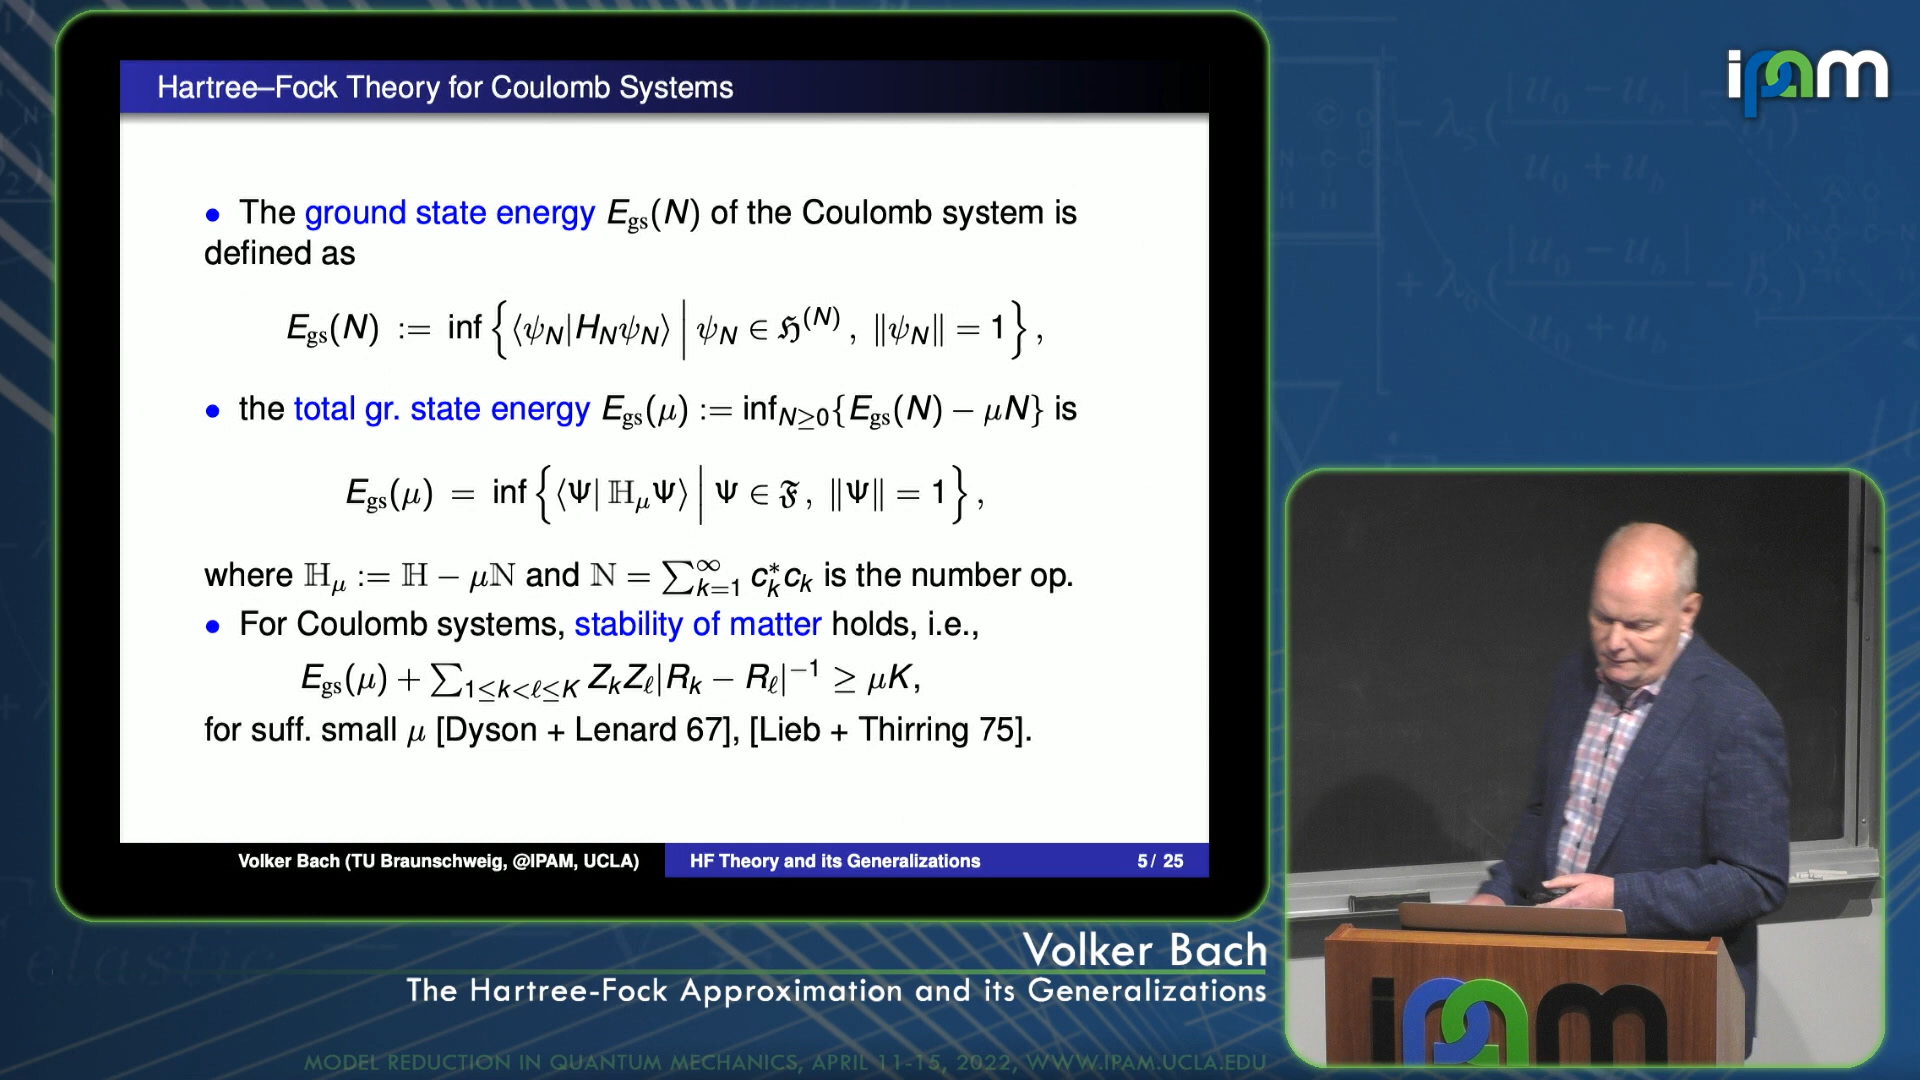 Hartree–Fock Theory for Coulomb Systems
ipam
• The ground state energy E_gs(N) of the Coulomb system is
defined as
E_gs(N) := inf { ⟨ψ_N|H_Nψ_N⟩ | ψ_N ∈ ℌ^(N), ‖ψ_N‖ = 1 },
• the total gr. state energy E_gs(μ) := inf_{N≥0}{E_gs(N) − μN} is
E_gs(μ) = inf { ⟨Ψ| ℍ_μΨ⟩ | Ψ ∈ 𝔉, ‖Ψ‖ = 1 },
where ℍ_μ := ℍ − μℕ and ℕ = ∑_{k=1}^∞ c*_k c_k is the number op.
• For Coulomb systems, stability of matter holds, i.e.,
E_gs(μ) + ∑_{1≤k<ℓ≤K} Z_kZ_ℓ|R_k − R_ℓ|^−1 ≥ μK,
for suff. small μ [Dyson + Lenard 67], [Lieb + Thirring 75].
Volker Bach (TU Braunschweig, @IPAM, UCLA)
HF Theory and its Generalizations
5 / 25
Volker Bach
The Hartree-Fock Approximation and its Generalizations
MODEL REDUCTION IN QUANTUM MECHANICS, APRIL 11-15, 2022, WWW.IPAM.UCLA.EDU
elastic
ipam